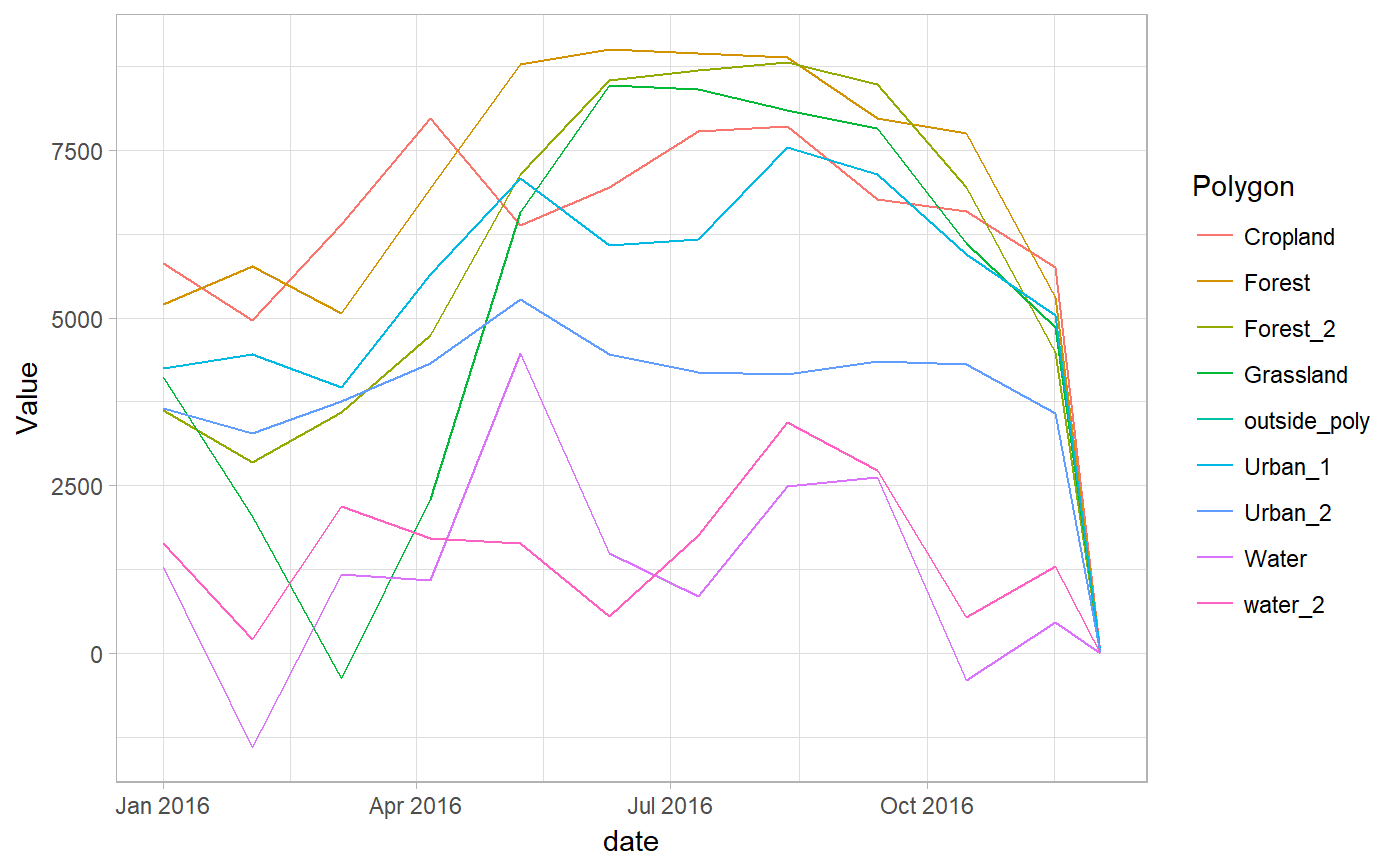 Value
7500
5000
2500
0
Jan 2016
Apr 2016
Jul 2016
Oct 2016
date
Polygon
Cropland
Forest
Forest_2
Grassland
outside_poly
Urban_1
Urban_2
Water
water_2